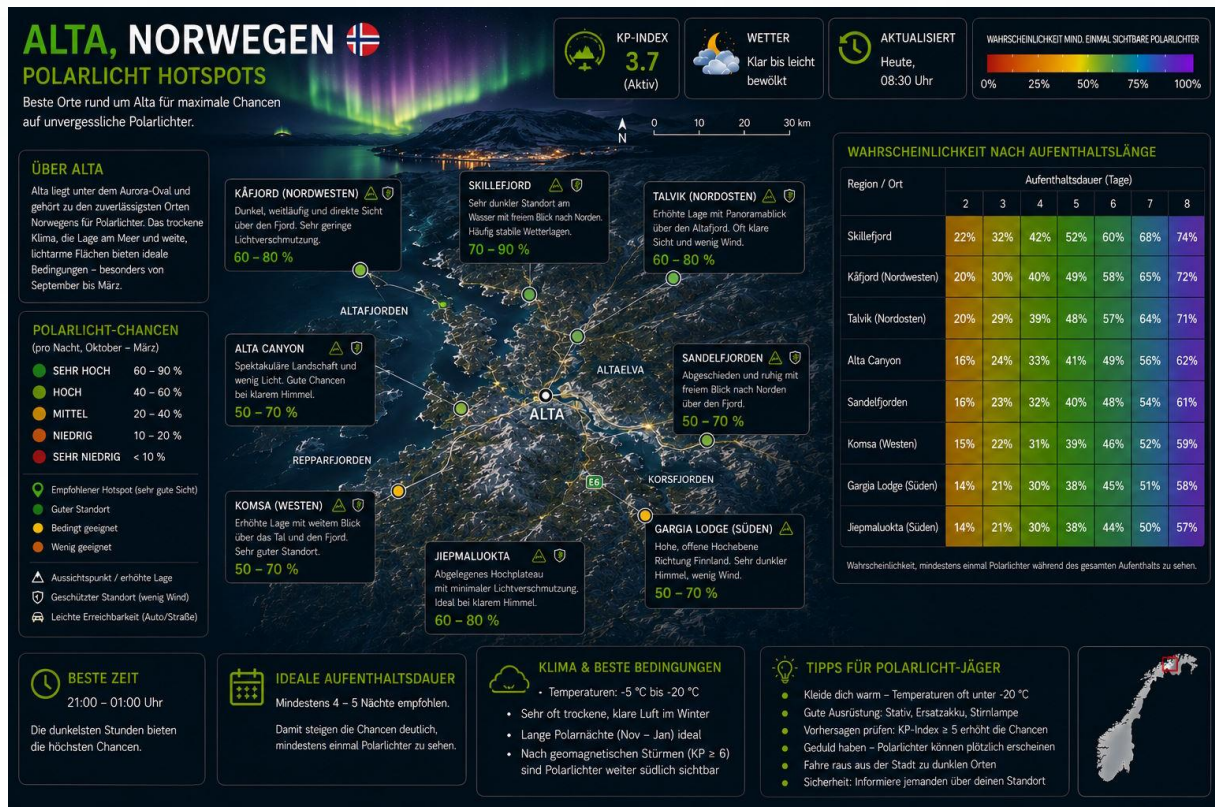 ALTA, NORWEGEN
POLARLICHT HOTSPOTS
Beste Orte rund um Alta für maximale Chancen
auf unvergessliche Polarlichter.
KP-INDEX
3.7
(Aktiv)
WETTER
Klar bis leicht
bewölkt
AKTUALISIERT
Heute,
08:30 Uhr
WAHRSCHEINLICHKEIT MIND. EINMAL SICHTBARE POLARLICHTER
0% 25% 50% 75% 100%
N
0 10 20 30 km
ÜBER ALTA
Alta liegt unter dem Aurora-Oval und
gehört zu den zuverlässigsten Orten
Norwegens für Polarlichter. Das trockene
Klima, die Lage am Meer und weite,
lichtarme Flächen bieten ideale
Bedingungen – besonders von
September bis März.
POLARLICHT-CHANCEN
(pro Nacht, Oktober – März)
SEHR HOCH 60 – 90 %
HOCH 40 – 60 %
MITTEL 20 – 40 %
NIEDRIG 10 – 20 %
SEHR NIEDRIG < 10 %
Empfohlener Hotspot (sehr gute Sicht)
Guter Standort
Bedingt geeignet
Wenig geeignet
Aussichtspunkt / erhöhte Lage
Geschützter Standort (wenig Wind)
Leichte Erreichbarkeit (Auto/Straße)
KÅFJORD (NORDWESTEN)
Dunkel, weitläufig und direkte Sicht
über den Fjord. Sehr geringe
Lichtverschmutzung.
60 – 80 %
SKILLEFJORD
Sehr dunkler Standort am
Wasser mit freiem Blick nach Norden.
Häufig stabile Wetterlagen.
70 – 90 %
TALVIK (NORDOSTEN)
Erhöhte Lage mit Panoramablick
über den Altafjord. Oft klare
Sicht und wenig Wind.
60 – 80 %
ALTAFJORDEN
ALTA CANYON
Spektakuläre Landschaft und
wenig Licht. Gute Chancen
bei klarem Himmel.
50 – 70 %
ALTAELVA
SANDELFJORDEN
Abgeschieden und ruhig mit
freiem Blick nach Norden
über den Fjord.
50 – 70 %
ALTA
REPPARFJORDEN
KORSFJORDEN
E6
KOMSA (WESTEN)
Erhöhte Lage mit weitem Blick
über das Tal und den Fjord.
Sehr guter Standort.
50 – 70 %
JIEPMALUOKTA
Abgelegenes Hochplateau
mit minimaler Lichtverschmutzung.
Ideal bei klarem Himmel.
60 – 80 %
GARGIA LODGE (SÜDEN)
Hohe, offene Hochebene
Richtung Finnland. Sehr dunkler
Himmel, wenig Wind.
50 – 70 %
WAHRSCHEINLICHKEIT NACH AUFENTHALTSLÄNGE
Region / Ort Aufenthaltsdauer (Tage)
2 3 4 5 6 7 8
Skillefjord 22% 32% 42% 52% 60% 68% 74%
Kåfjord (Nordwesten) 20% 30% 40% 49% 58% 65% 72%
Talvik (Nordosten) 20% 29% 39% 48% 57% 64% 71%
Alta Canyon 16% 24% 33% 41% 49% 56% 62%
Sandelfjorden 16% 23% 32% 40% 48% 54% 61%
Komsa (Westen) 15% 22% 31% 39% 46% 52% 59%
Gargia Lodge (Süden) 14% 21% 30% 38% 45% 51% 58%
Jiepmaluokta (Süden) 14% 21% 30% 38% 44% 50% 57%
Wahrscheinlichkeit, mindestens einmal Polarlichter während des gesamten Aufenthalts zu sehen.
BESTE ZEIT
21:00 – 01:00 Uhr
Die dunkelsten Stunden bieten
die höchsten Chancen.
IDEALE AUFENTHALTSDAUER
Mindestens 4 – 5 Nächte empfohlen.
Damit steigen die Chancen deutlich,
mindestens einmal Polarlichter zu sehen.
KLIMA & BESTE BEDINGUNGEN
• Temperaturen: -5 °C bis -20 °C
• Sehr oft trockene, klare Luft im Winter
• Lange Polarnächte (Nov – Jan) ideal
• Nach geomagnetischen Stürmen (KP ≥ 6)
sind Polarlichter weiter südlich sichtbar
TIPPS FÜR POLARLICHT-JÄGER
• Kleide dich warm – Temperaturen oft unter -20 °C
• Gute Ausrüstung: Stativ, Ersatzakku, Stirnlampe
• Vorhersagen prüfen: KP-Index ≥ 5 erhöht die Chancen
• Geduld haben – Polarlichter können plötzlich erscheinen
• Fahre raus aus der Stadt zu dunklen Orten
• Sicherheit: Informiere jemanden über deinen Standort